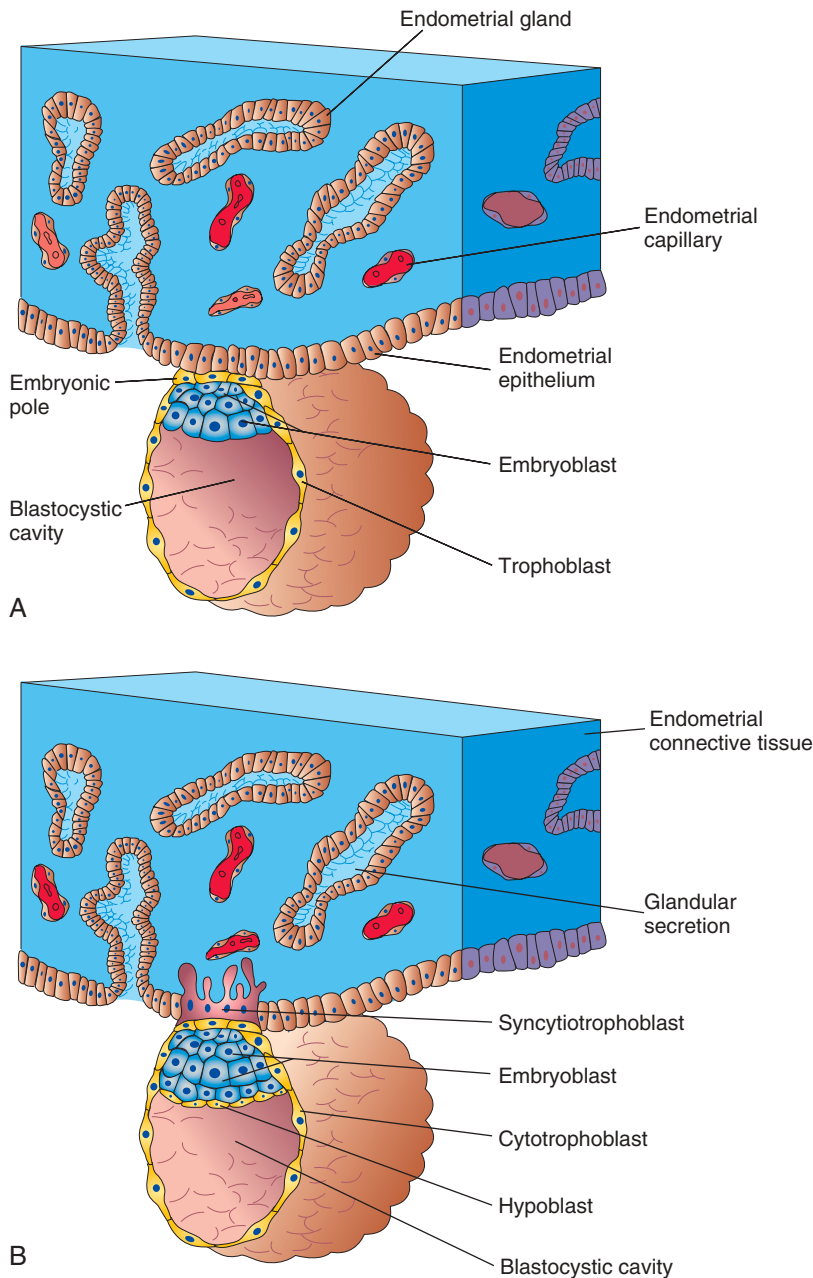 Endometrial gland
Endometrial
capillary
Endometrial
epithelium
Embryonic
pole
Embryoblast
Blastocystic
cavity
Trophoblast
A
Endometrial
connective tissue
Glandular
secretion
Syncytiotrophoblast
Embryoblast
Cytotrophoblast
Hypoblast
Blastocystic cavity
B